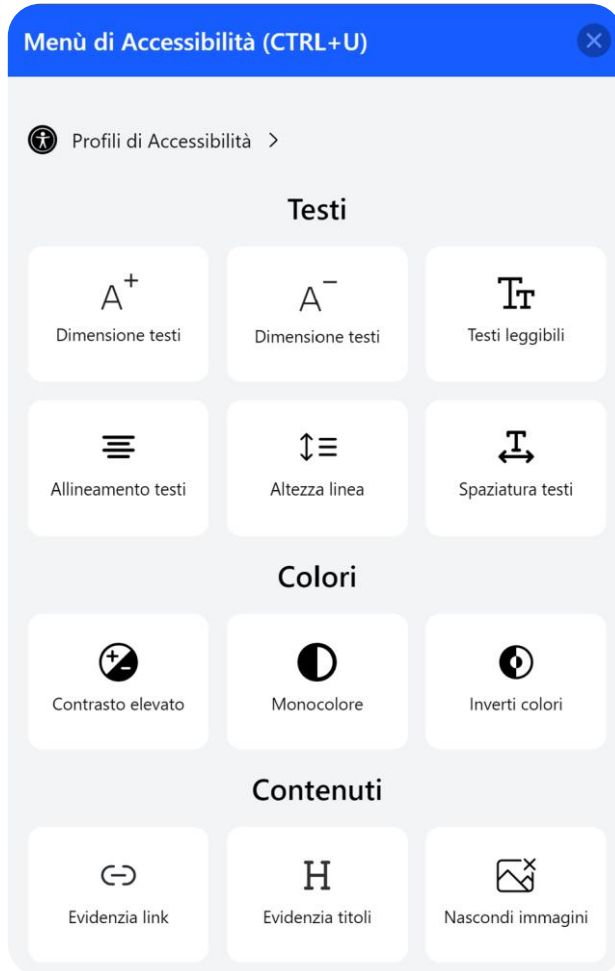 Menù di Accessibilità (CTRL+U)
Profili di Accessibilità
Testi
Dimensione testi
Dimensione testi
Testi leggibili
Allineamento testi
Altezza linea
Spaziatura testi
Colori
Contrasto elevato
Monocolore
Inverti colori
Contenuti
Evidenzia link
Evidenzia titoli
Nascondi immagini